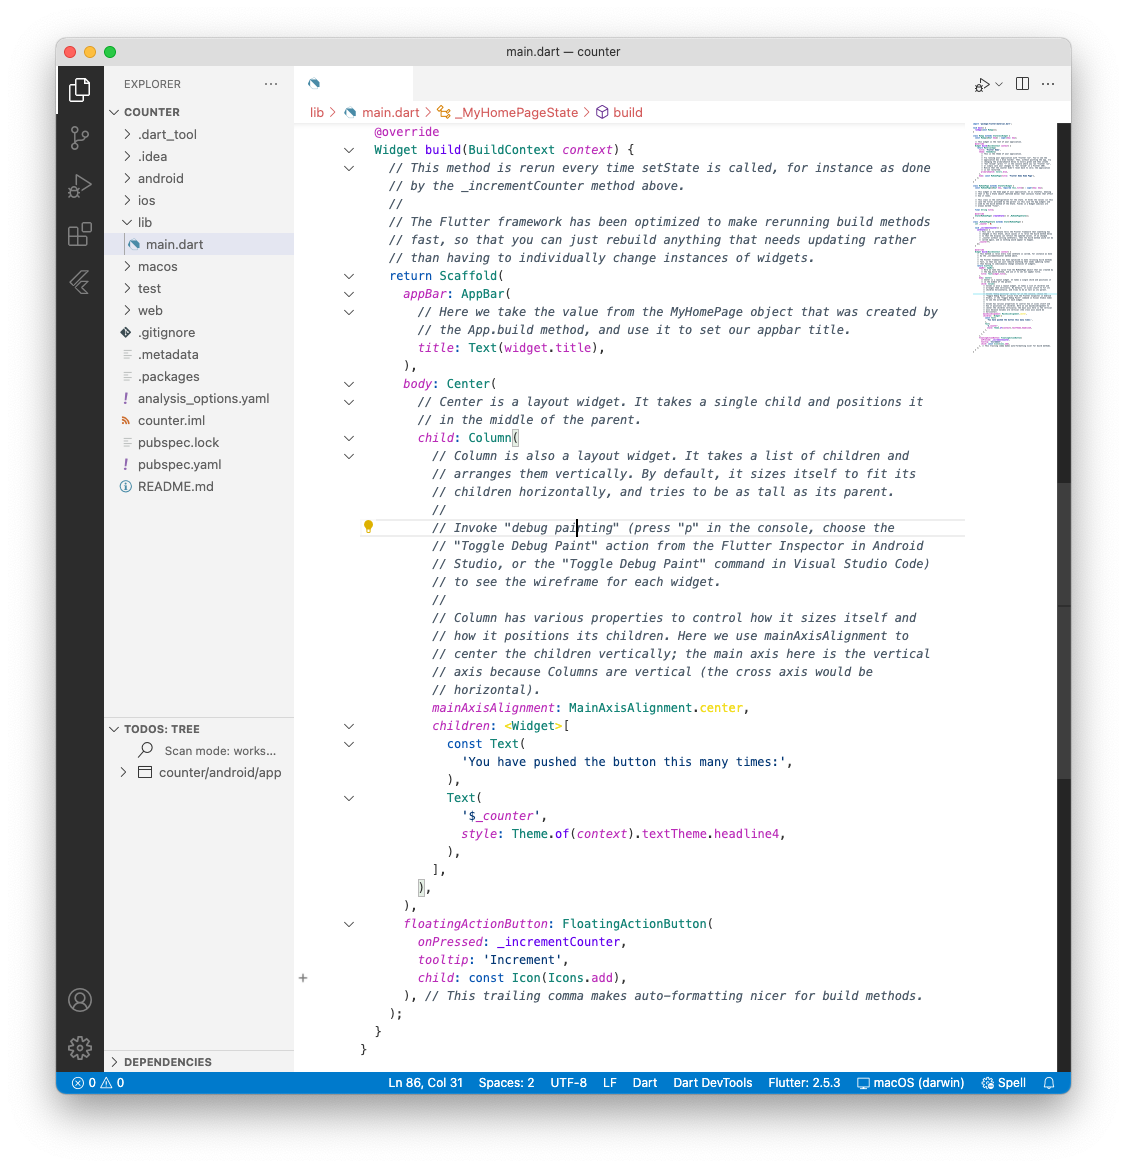 main.dart — counter
EXPLORER
COUNTER
.dart_tool
.idea
android
ios
lib
main.dart
macos
test
web
.gitignore
.metadata
.packages
! analysis_options.yaml
counter.iml
pubspec.lock
! pubspec.yaml
README.md
TODOS: TREE
Scan mode: works...
counter/android/app
DEPENDENCIES
lib > main.dart > _MyHomePageState > build
@override
Widget build(BuildContext context) {
// This method is rerun every time setState is called, for instance as done
// by the _incrementCounter method above.
//
// The Flutter framework has been optimized to make rerunning build methods
// fast, so that you can just rebuild anything that needs updating rather
// than having to individually change instances of widgets.
return Scaffold(
appBar: AppBar(
// Here we take the value from the MyHomePage object that was created by
// the App.build method, and use it to set our appbar title.
title: Text(widget.title),
),
body: Center(
// Center is a layout widget. It takes a single child and positions it
// in the middle of the parent.
child: Column(
// Column is also a layout widget. It takes a list of children and
// arranges them vertically. By default, it sizes itself to fit its
// children horizontally, and tries to be as tall as its parent.
//
// Invoke "debug painting" (press "p" in the console, choose the
// "Toggle Debug Paint" action from the Flutter Inspector in Android
// Studio, or the "Toggle Debug Paint" command in Visual Studio Code)
// to see the wireframe for each widget.
//
// Column has various properties to control how it sizes itself and
// how it positions its children. Here we use mainAxisAlignment to
// center the children vertically; the main axis here is the vertical
// axis because Columns are vertical (the cross axis would be
// horizontal).
mainAxisAlignment: MainAxisAlignment.center,
children: <Widget>[
const Text(
'You have pushed the button this many times:',
),
Text(
'$_counter',
style: Theme.of(context).textTheme.headline4,
),
],
),
),
floatingActionButton: FloatingActionButton(
onPressed: _incrementCounter,
tooltip: 'Increment',
child: const Icon(Icons.add),
), // This trailing comma makes auto-formatting nicer for build methods.
);
}
}
0 0 Ln 86, Col 31 Spaces: 2 UTF-8 LF Dart Dart DevTools Flutter: 2.5.3 macOS (darwin) Spell